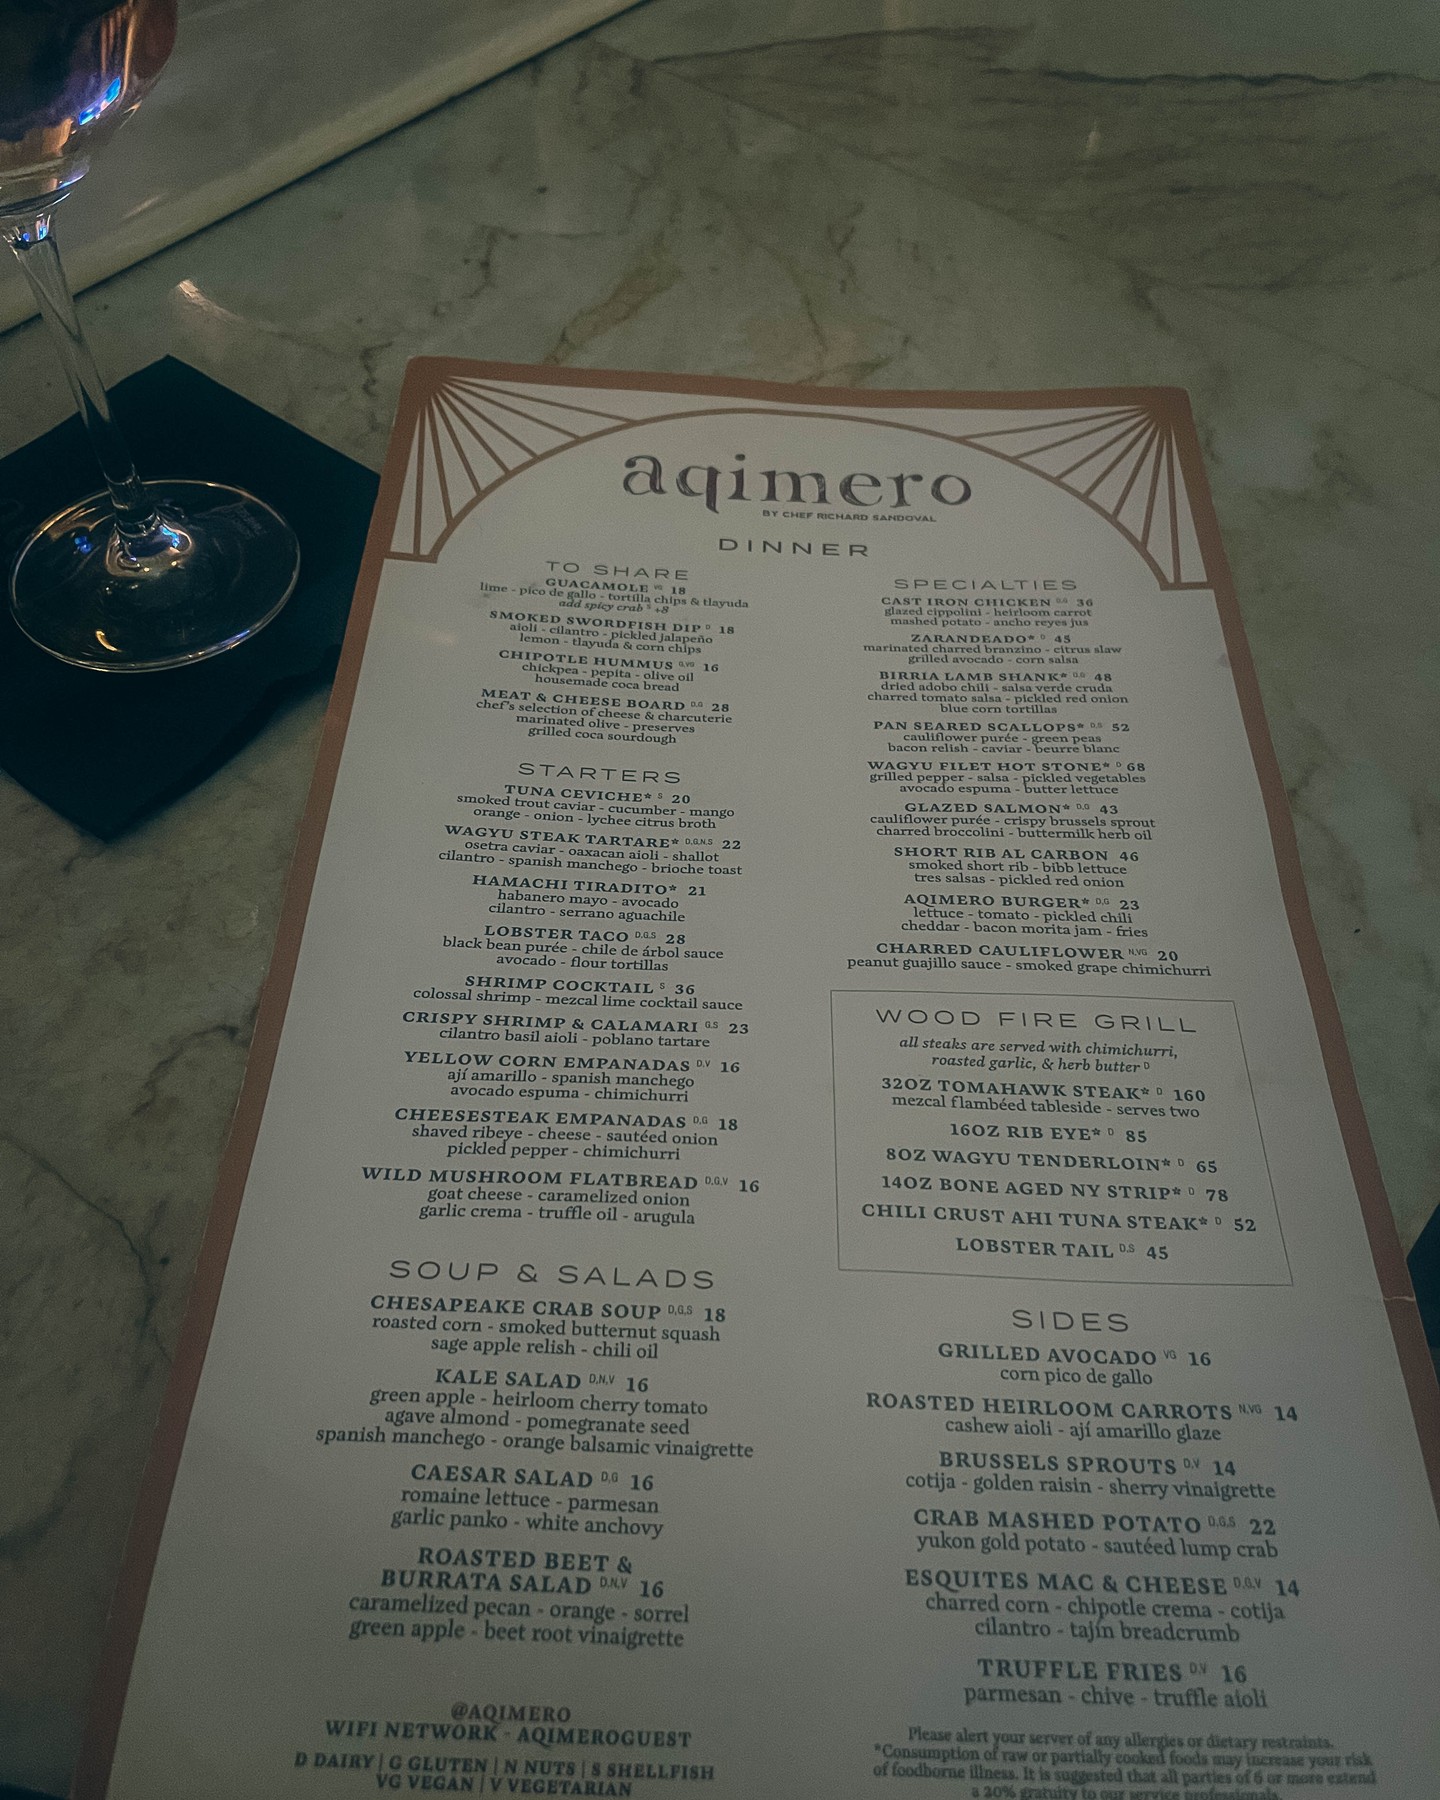 aqimero
BY CHEF RICHARD SANDOVAL
DINNER
TO SHARE
GUACAMOLE VG 18
lime - pico de gallo - tortilla chips & tlayuda
add spicy crab S +8
SMOKED SWORDFISH DIP D 18
aioli - cilantro - pickled jalapeño
lemon - tlayuda & corn chips
CHIPOTLE HUMMUS G,VG 16
chickpea - pepita - olive oil
housemade coca bread
MEAT & CHEESE BOARD D,G 28
chef's selection of cheese & charcuterie
marinated olive - preserves
grilled coca sourdough
STARTERS
TUNA CEVICHE* S 20
smoked trout caviar - cucumber - mango
orange - onion - lychee citrus broth
WAGYU STEAK TARTARE* D,G,N,S 22
osetra caviar - oaxacan aioli - shallot
cilantro - spanish manchego - brioche toast
HAMACHI TIRADITO* 21
habanero mayo - avocado
cilantro - serrano aguachile
LOBSTER TACO D,G,S 28
black bean purée - chile de árbol sauce
avocado - flour tortillas
SHRIMP COCKTAIL S 36
colossal shrimp - mezcal lime cocktail sauce
CRISPY SHRIMP & CALAMARI G,S 23
cilantro basil aioli - poblano tartare
YELLOW CORN EMPANADAS D,V 16
ají amarillo - spanish manchego
avocado espuma - chimichurri
CHEESESTEAK EMPANADAS D,G 18
shaved ribeye - cheese - sautéed onion
pickled pepper - chimichurri
WILD MUSHROOM FLATBREAD D,G,V 16
goat cheese - caramelized onion
garlic crema - truffle oil - arugula
SOUP & SALADS
CHESAPEAKE CRAB SOUP D,G,S 18
roasted corn - smoked butternut squash
sage apple relish - chili oil
KALE SALAD D,N,V 16
green apple - heirloom cherry tomato
agave almond - pomegranate seed
spanish manchego - orange balsamic vinaigrette
CAESAR SALAD D,G 16
romaine lettuce - parmesan
garlic panko - white anchovy
ROASTED BEET &
BURRATA SALAD D,N,V 16
caramelized pecan - orange - sorrel
green apple - beet root vinaigrette
@AQIMERO
WIFI NETWORK - AQIMEROGUEST
D DAIRY | G GLUTEN | N NUTS | S SHELLFISH
VG VEGAN | V VEGETARIAN
SPECIALTIES
CAST IRON CHICKEN D,G 36
glazed cippolini - heirloom carrot
mashed potato - ancho reyes jus
ZARANDEADO* D 45
marinated charred branzino - citrus slaw
grilled avocado - corn salsa
BIRRIA LAMB SHANK* D,G 48
dried adobo chili - salsa verde cruda
charred tomato salsa - pickled red onion
blue corn tortillas
PAN SEARED SCALLOPS* D,S 52
cauliflower purée - green peas
bacon relish - caviar - beurre blanc
WAGYU FILET HOT STONE* D 68
grilled pepper - salsa - pickled vegetables
avocado espuma - butter lettuce
GLAZED SALMON* D,G 43
cauliflower purée - crispy brussels sprout
charred broccolini - buttermilk herb oil
SHORT RIB AL CARBON 46
smoked short rib - bibb lettuce
tres salsas - pickled red onion
AQIMERO BURGER* D,G 23
lettuce - tomato - pickled chili
cheddar - bacon morita jam - fries
CHARRED CAULIFLOWER N,VG 20
peanut guajillo sauce - smoked grape chimichurri
WOOD FIRE GRILL
all steaks are served with chimichurri,
roasted garlic, & herb butter D
32OZ TOMAHAWK STEAK* D 160
mezcal flambéed tableside - serves two
16OZ RIB EYE* D 85
8OZ WAGYU TENDERLOIN* D 65
14OZ BONE AGED NY STRIP* D 78
CHILI CRUST AHI TUNA STEAK* D 52
LOBSTER TAIL D,S 45
SIDES
GRILLED AVOCADO VG 16
corn pico de gallo
ROASTED HEIRLOOM CARROTS N,VG 14
cashew aioli - ají amarillo glaze
BRUSSELS SPROUTS D,V 14
cotija - golden raisin - sherry vinaigrette
CRAB MASHED POTATO D,G,S 22
yukon gold potato - sautéed lump crab
ESQUITES MAC & CHEESE D,G,V 14
charred corn - chipotle crema - cotija
cilantro - tajín breadcrumb
TRUFFLE FRIES D,V 16
parmesan - chive - truffle aioli
Please alert your server of any allergies or dietary restraints.
*Consumption of raw or partially cooked foods may increase your risk
of foodborne illness. It is suggested that all parties of 6 or more extend
a 20% gratuity to our service professionals.